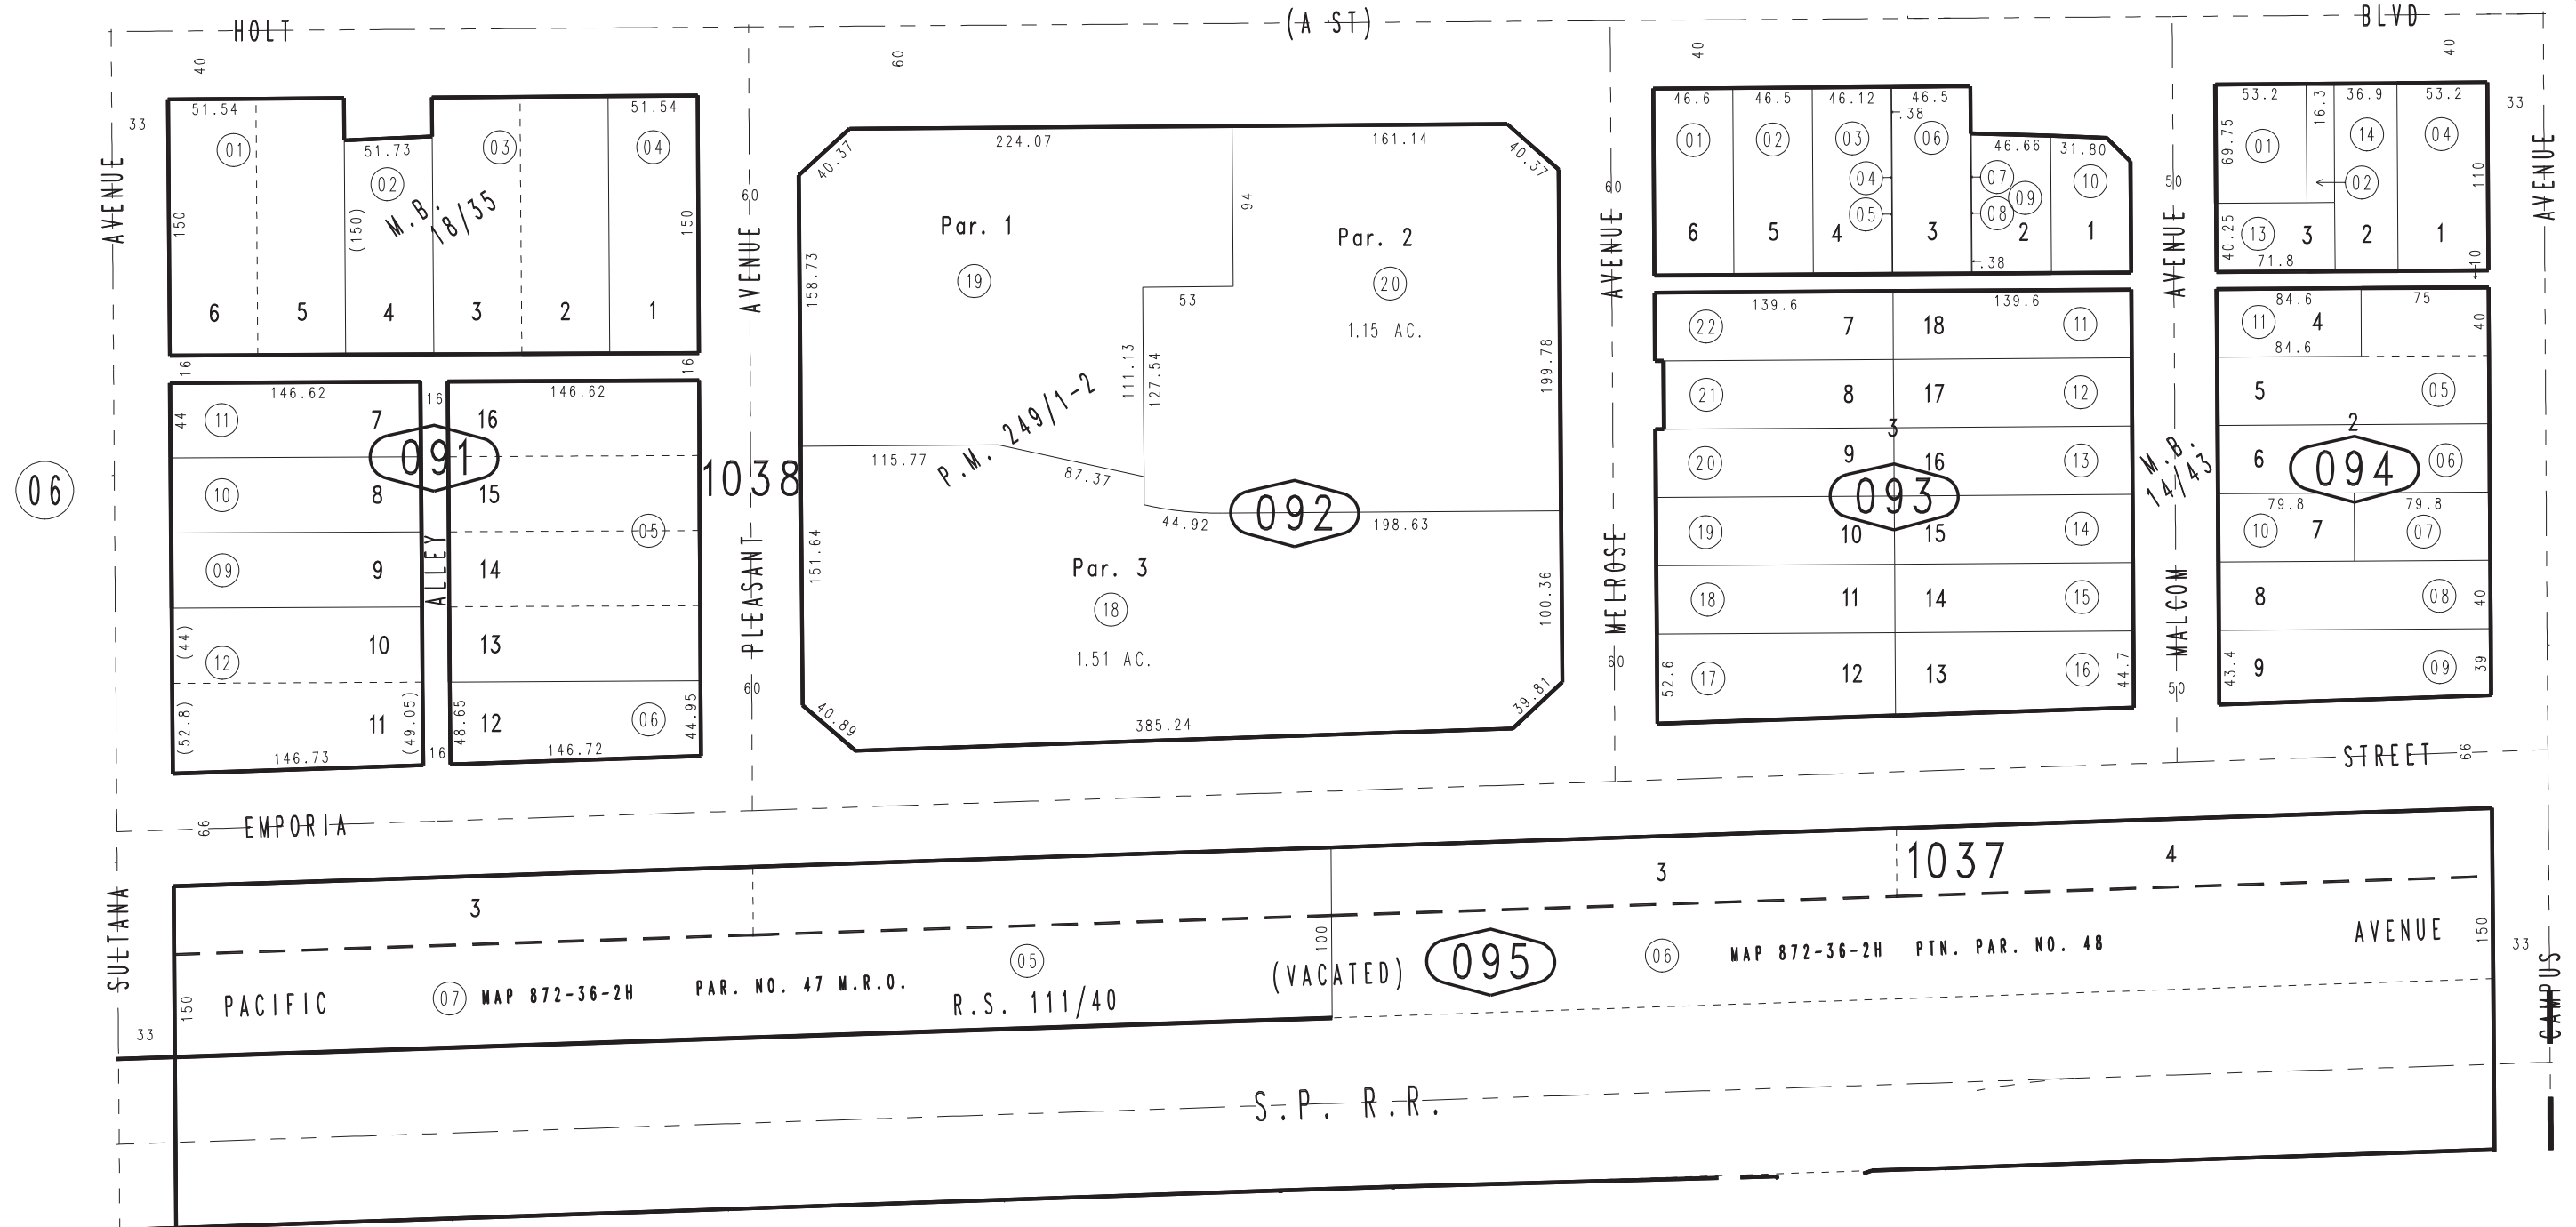 HOLT (A ST) BLVD
40 60 40 40
33 AVENUE
51.54 51.54
01 02 03 04
51.73
150 (150) 150
M.B. 18/35
6 5 4 3 2 1
16 16
146.62 16 146.62
44 11 7 16
091
10 8 15
05
09 9 ALLEY 14
(44) 12 10 13
(52.8) 11 (49.05) 48.65 12 06 44.95
146.73 16 146.72
06
60 AVENUE
1038
PLEASANT 60
224.07 161.14
40.37 40.37
Par. 1 94 Par. 2
19 20
158.73 53 1.15 AC.
111.13 127.54 199.78
P.M. 249/1-2
115.77 87.37
44.92 092 198.63
151.64 Par. 3 100.36
18
1.51 AC.
40.89 385.24 39.81
60 AVENUE
MELROSE 60
46.6 46.5 46.12 46.5
.38
01 02 03 06
46.66 31.80
04 07 09 10
05 08
6 5 4 3 2 1
.38
139.6 139.6
22 7 18 11
21 8 17 12
3
20 9 16 13
093
19 10 15 14
18 11 14 15
52.6 17 12 13 16 44.7
50 AVENUE
M.B. 14/43
MALCOM 50
53.2 16.3 36.9 53.2 33
69.75 01 14 04
02 110
40.25 13 3 2 1
71.8 10
AVENUE
84.6 75
11 4 40
84.6
5 05
2
6 094 06
79.8 79.8
10 7 07
8 08 40
43.4 9 09 39
STREET 66
66 EMPORIA
SULTANA
3 3 1037 4
150 PACIFIC 07 MAP 872-36-2H PAR. NO. 47 M.R.O. 05
R.S. 111/40
100
(VACATED) 095 06 MAP 872-36-2H PTN. PAR. NO. 48 AVENUE 150
33 33
CAMPUS
S.P. R.R.